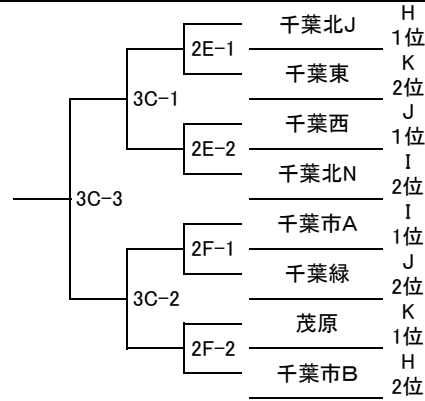 千葉北J
H
1位
2E-1
千葉東
K
2位
3C-1
千葉西
J
1位
2E-2
千葉北N
I
2位
3C-3
千葉市A
I
1位
2F-1
千葉緑
J
2位
3C-2
茂原
K
1位
2F-2
千葉市B
H
2位